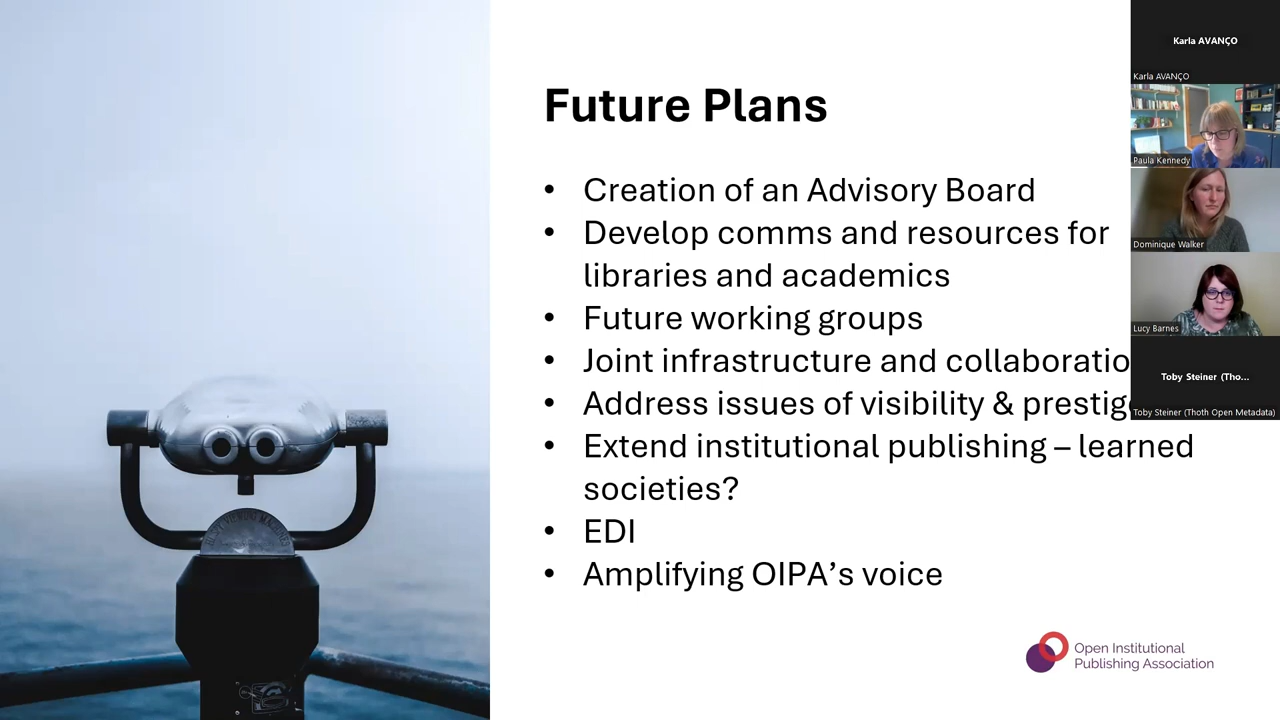 Future Plans
• Creation of an Advisory Board
• Develop comms and resources for
libraries and academics
• Future working groups
• Joint infrastructure and collaboratio
• Address issues of visibility & prestig
• Extend institutional publishing – learned
societies?
• EDI
• Amplifying OIPA’s voice
Open Institutional
Publishing Association
Karla AVANÇO
Karla AVANÇO
Paula Kennedy
Dominique Walker
Lucy Barnes
Toby Steiner (Tho...
Toby Steiner (Thoth Open Metadata)